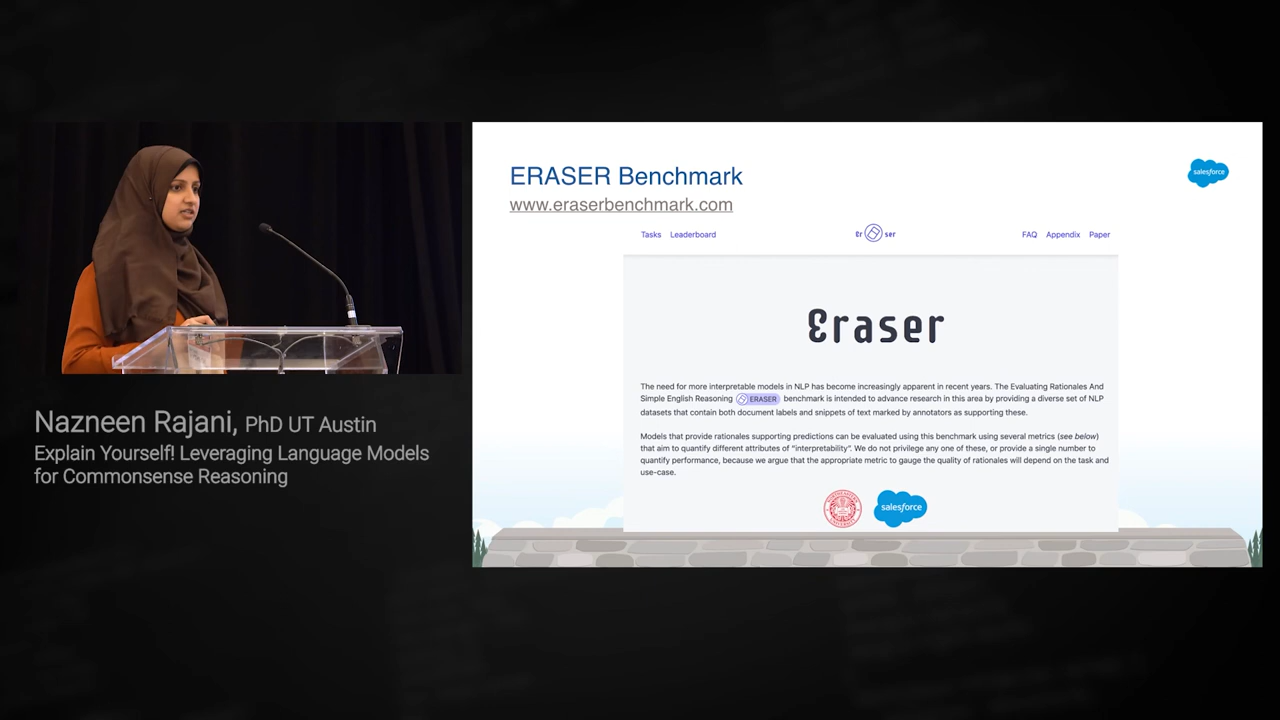 Nazneen Rajani, PhD UT Austin
Explain Yourself! Leveraging Language Models
for Commonsense Reasoning
ERASER Benchmark
www.eraserbenchmark.com
salesforce
Tasks Leaderboard
Er ser
FAQ Appendix Paper
Eraser
The need for more interpretable models in NLP has become increasingly apparent in recent years. The Evaluating Rationales And
Simple English Reasoning ERASER benchmark is intended to advance research in this area by providing a diverse set of NLP
datasets that contain both document labels and snippets of text marked by annotators as supporting these.
Models that provide rationales supporting predictions can be evaluated using this benchmark using several metrics (see below)
that aim to quantify different attributes of “interpretability”. We do not privilege any one of these, or provide a single number to
quantify performance, because we argue that the appropriate metric to gauge the quality of rationales will depend on the task and
use-case.
salesforce